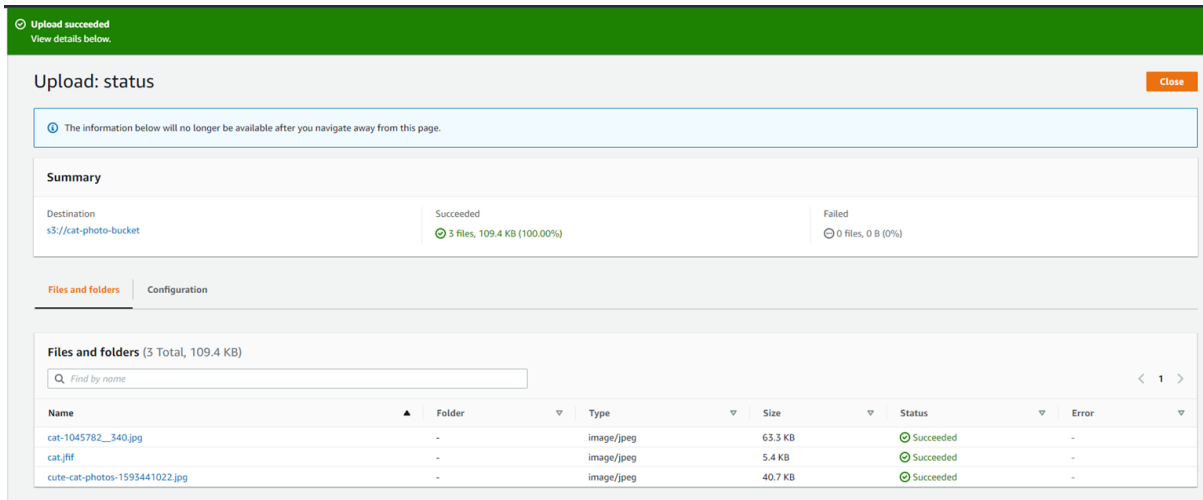 Upload succeeded
View details below.
Upload: status
Close
The information below will no longer be available after you navigate away from this page.
Summary
Destination
s3://cat-photo-bucket
Succeeded
3 files, 109.4 KB (100.00%)
Failed
0 files, 0 B (0%)
Files and folders Configuration
Files and folders (3 Total, 109.4 KB)
Find by name
1
Name Folder Type Size Status Error
cat-1045782__340.jpg - image/jpeg 63.3 KB Succeeded -
cat.jfif - image/jpeg 5.4 KB Succeeded -
cute-cat-photos-1593441022.jpg - image/jpeg 40.7 KB Succeeded -